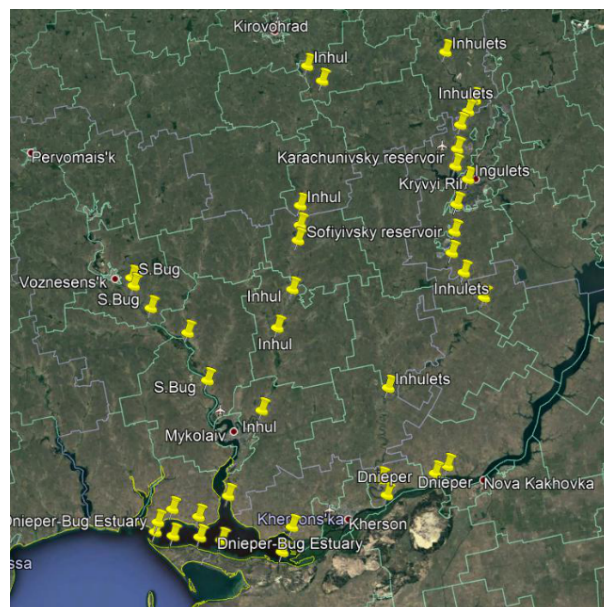 Kirovohrad
Inhulets
Inhul
Inhulets
Karachunivsky reservoir
Pervomais'k
Ingulets
Kryvyi Rih
Inhul
Sofiyivsky reservoir
S.Bug
Voznesens'k
S.Bug
Inhulets
Inhul
Inhul
Inhulets
S.Bug
Inhul
Mykolaiv
Dnieper
Dnieper
Nova Kakhovka
Dnieper-Bug Estuary
Kherson
Dnieper-Bug Estuary
ssa